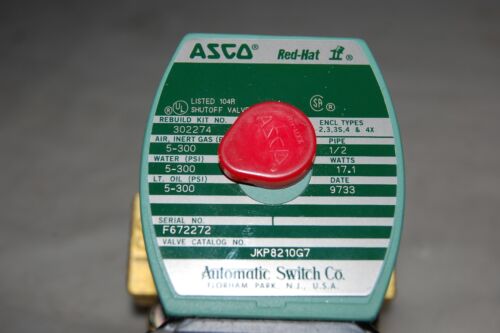 ASCO® Red-Hat II®
UL® LISTED 104R
SHUTOFF VALVE
SA®
REBUILD KIT NO.
302274
ENCL TYPES
2,3,3S,4 & 4X
ASCO
AIR, INERT GAS
5-300
PIPE
1/2
WATER (PSI)
5-300
WATTS
17.1
LT. OIL (PSI)
5-300
DATE
9733
SERIAL NO.
F672272
VALVE CATALOG NO.
JKP8210G7
Automatic Switch Co.
FLORHAM PARK, N.J., U.S.A.